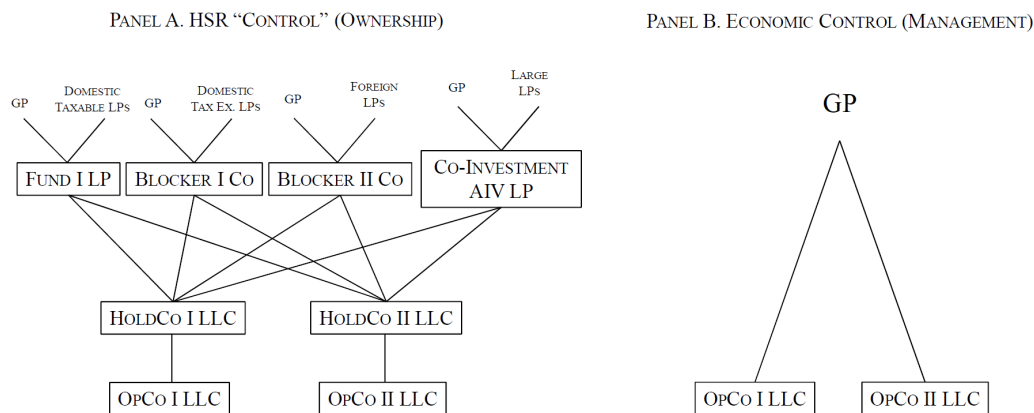 PANEL A. HSR “CONTROL” (OWNERSHIP)
PANEL B. ECONOMIC CONTROL (MANAGEMENT)
GP
DOMESTIC
TAXABLE LPS
GP
DOMESTIC
TAX EX. LPS
GP
FOREIGN
LPS
GP
LARGE
LPS
FUND I LP
BLOCKER I CO
BLOCKER II CO
CO-INVESTMENT
AIV LP
HOLDCO I LLC
HOLDCO II LLC
OPCO I LLC
OPCO II LLC
GP
OPCO I LLC
OPCO II LLC